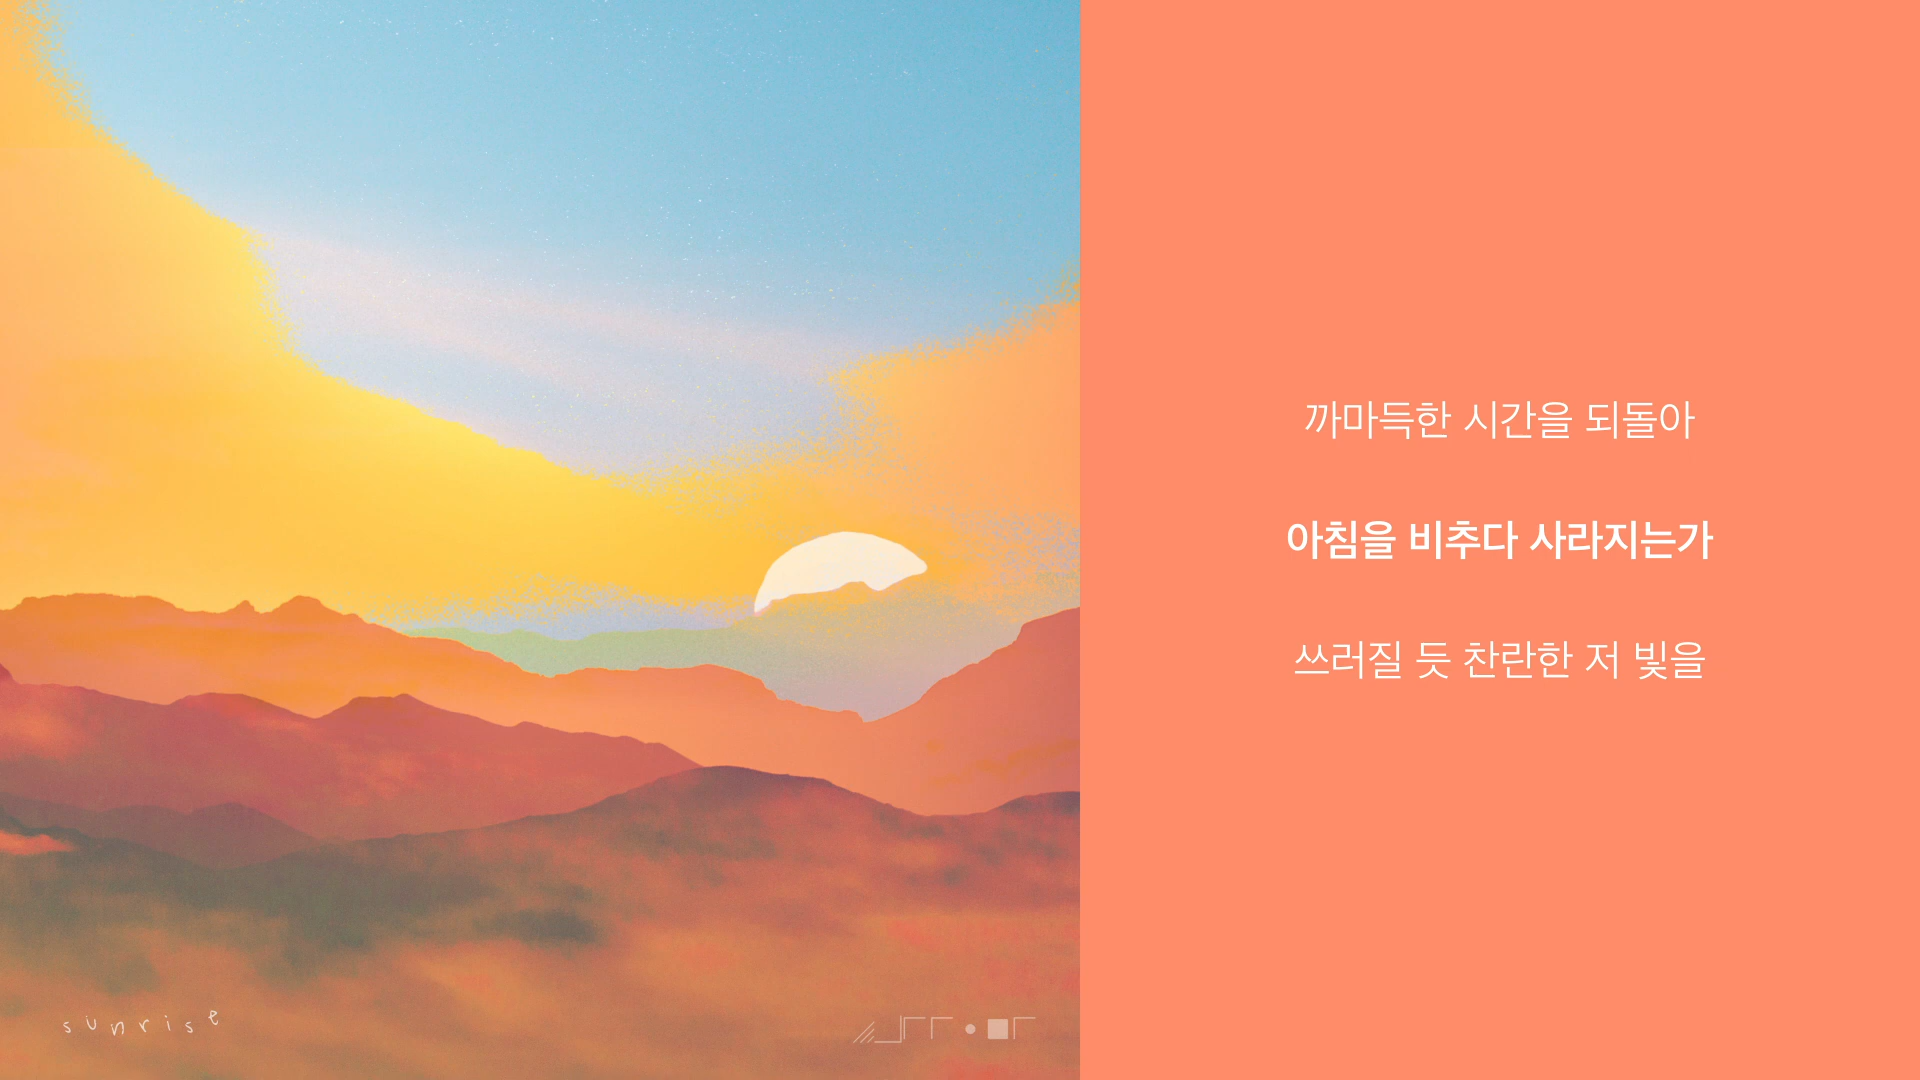 까마득한 시간을 되돌아
아침을 비추다 사라지는가
쓰러질 듯 찬란한 저 빛을
sunrise